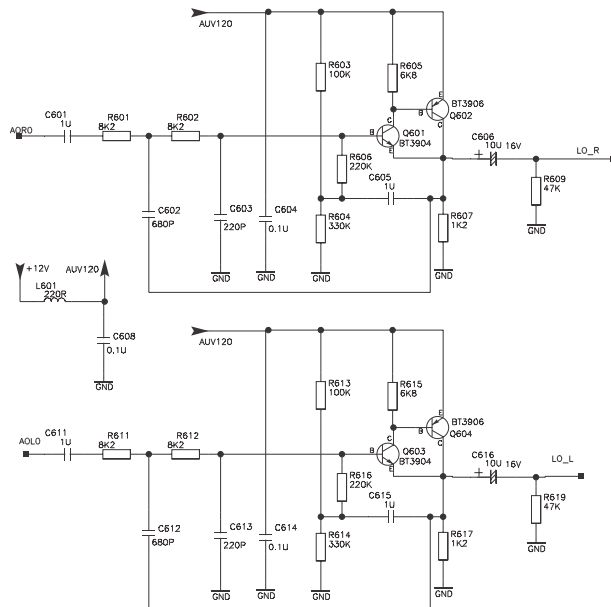 AUV120
R603
100K
R605
6K8
E
BT3906
B
Q602
C
C601
1U
R601
8K2
R602
8K2
AORO
C
Q601
B
BT3904
E
C606
10U 16V
LO_R
R606
220K
C605
1U
R609
47K
C602
680P
C603
220P
C604
0.1U
R604
330K
R607
1K2
GND
GND
GND
GND
GND
+12V
AUV120
L601
220R
C608
0.1U
GND
AUV120
R613
100K
R615
6K8
E
BT3906
B
Q604
C
C611
1U
R611
8K2
R612
8K2
AOLO
C
Q603
B
BT3904
E
C616
10U 16V
LO_L
R616
220K
C615
1U
R619
47K
C612
680P
C613
220P
C614
0.1U
R614
330K
R617
1K2
GND
GND
GND
GND
GND